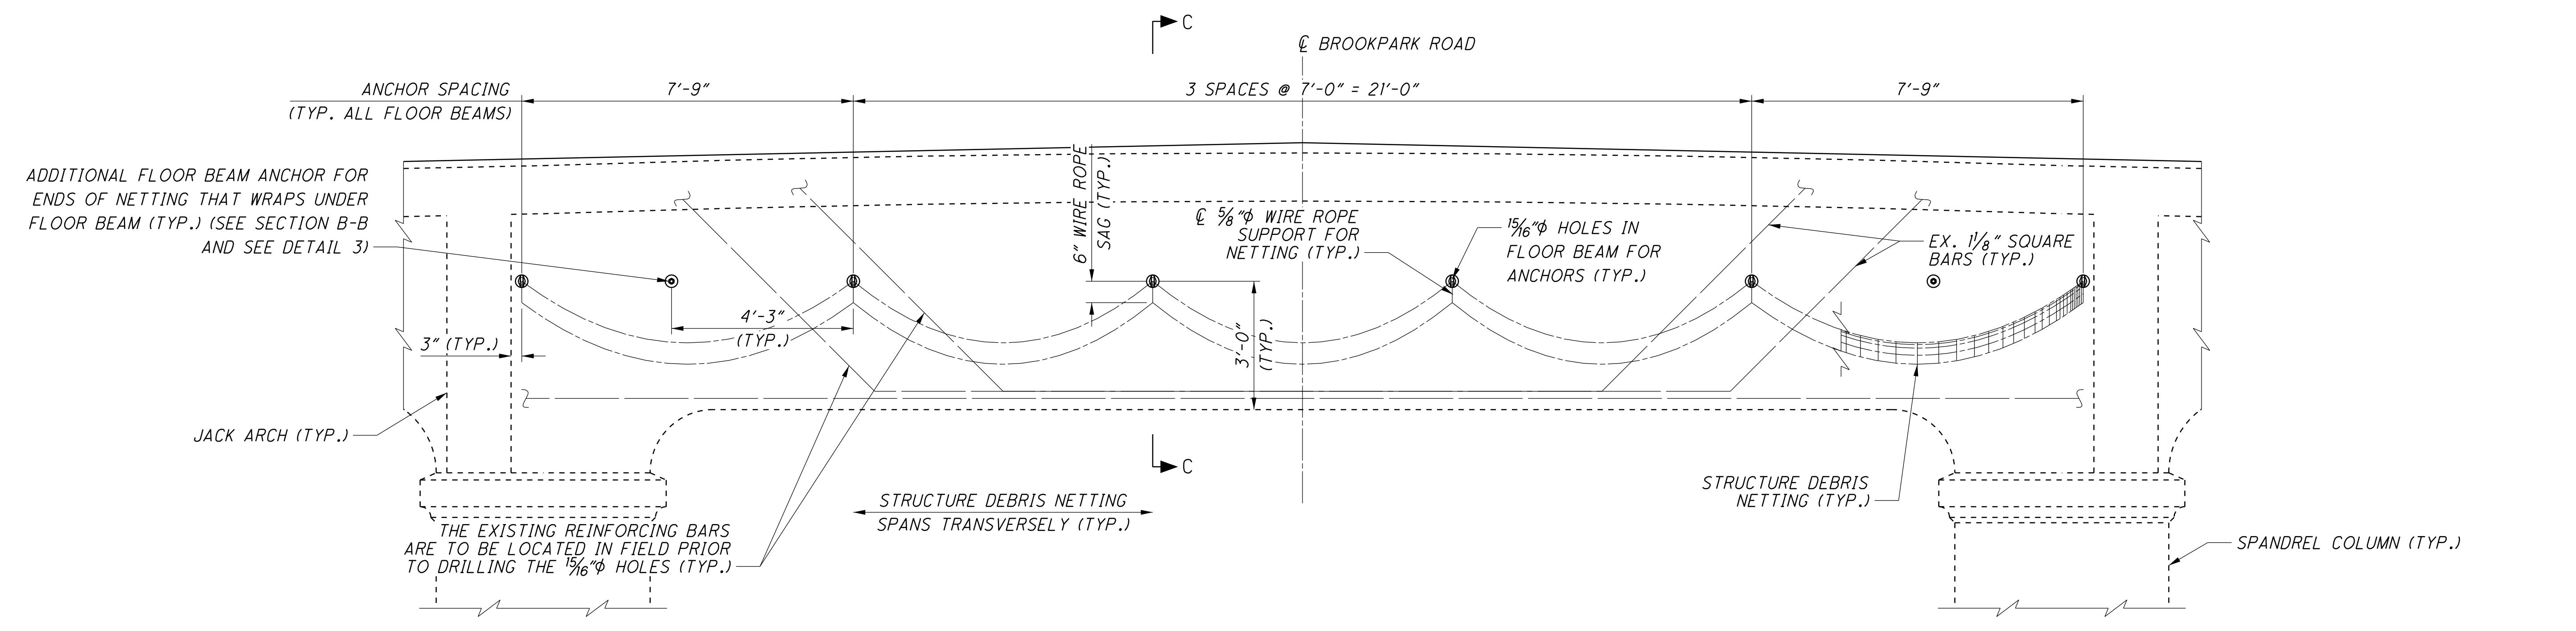 C
℄ BROOKPARK ROAD
ANCHOR SPACING
(TYP. ALL FLOOR BEAMS)
7'-9"
3 SPACES @ 7'-0" = 21'-0"
7'-9"
ADDITIONAL FLOOR BEAM ANCHOR FOR
ENDS OF NETTING THAT WRAPS UNDER
FLOOR BEAM (TYP.) (SEE SECTION B-B
AND SEE DETAIL 3)
6" WIRE ROPE
SAG (TYP.)
℄ 5/8"ϕ WIRE ROPE
SUPPORT FOR
NETTING (TYP.)
15/16"ϕ HOLES IN
FLOOR BEAM FOR
ANCHORS (TYP.)
EX. 1 1/8" SQUARE
BARS (TYP.)
4'-3"
(TYP.)
3" (TYP.)
3'-0"
(TYP.)
JACK ARCH (TYP.)
C
STRUCTURE DEBRIS NETTING
SPANS TRANSVERSELY (TYP.)
STRUCTURE DEBRIS
NETTING (TYP.)
THE EXISTING REINFORCING BARS
ARE TO BE LOCATED IN FIELD PRIOR
TO DRILLING THE 15/16"ϕ HOLES (TYP.)
SPANDREL COLUMN (TYP.)